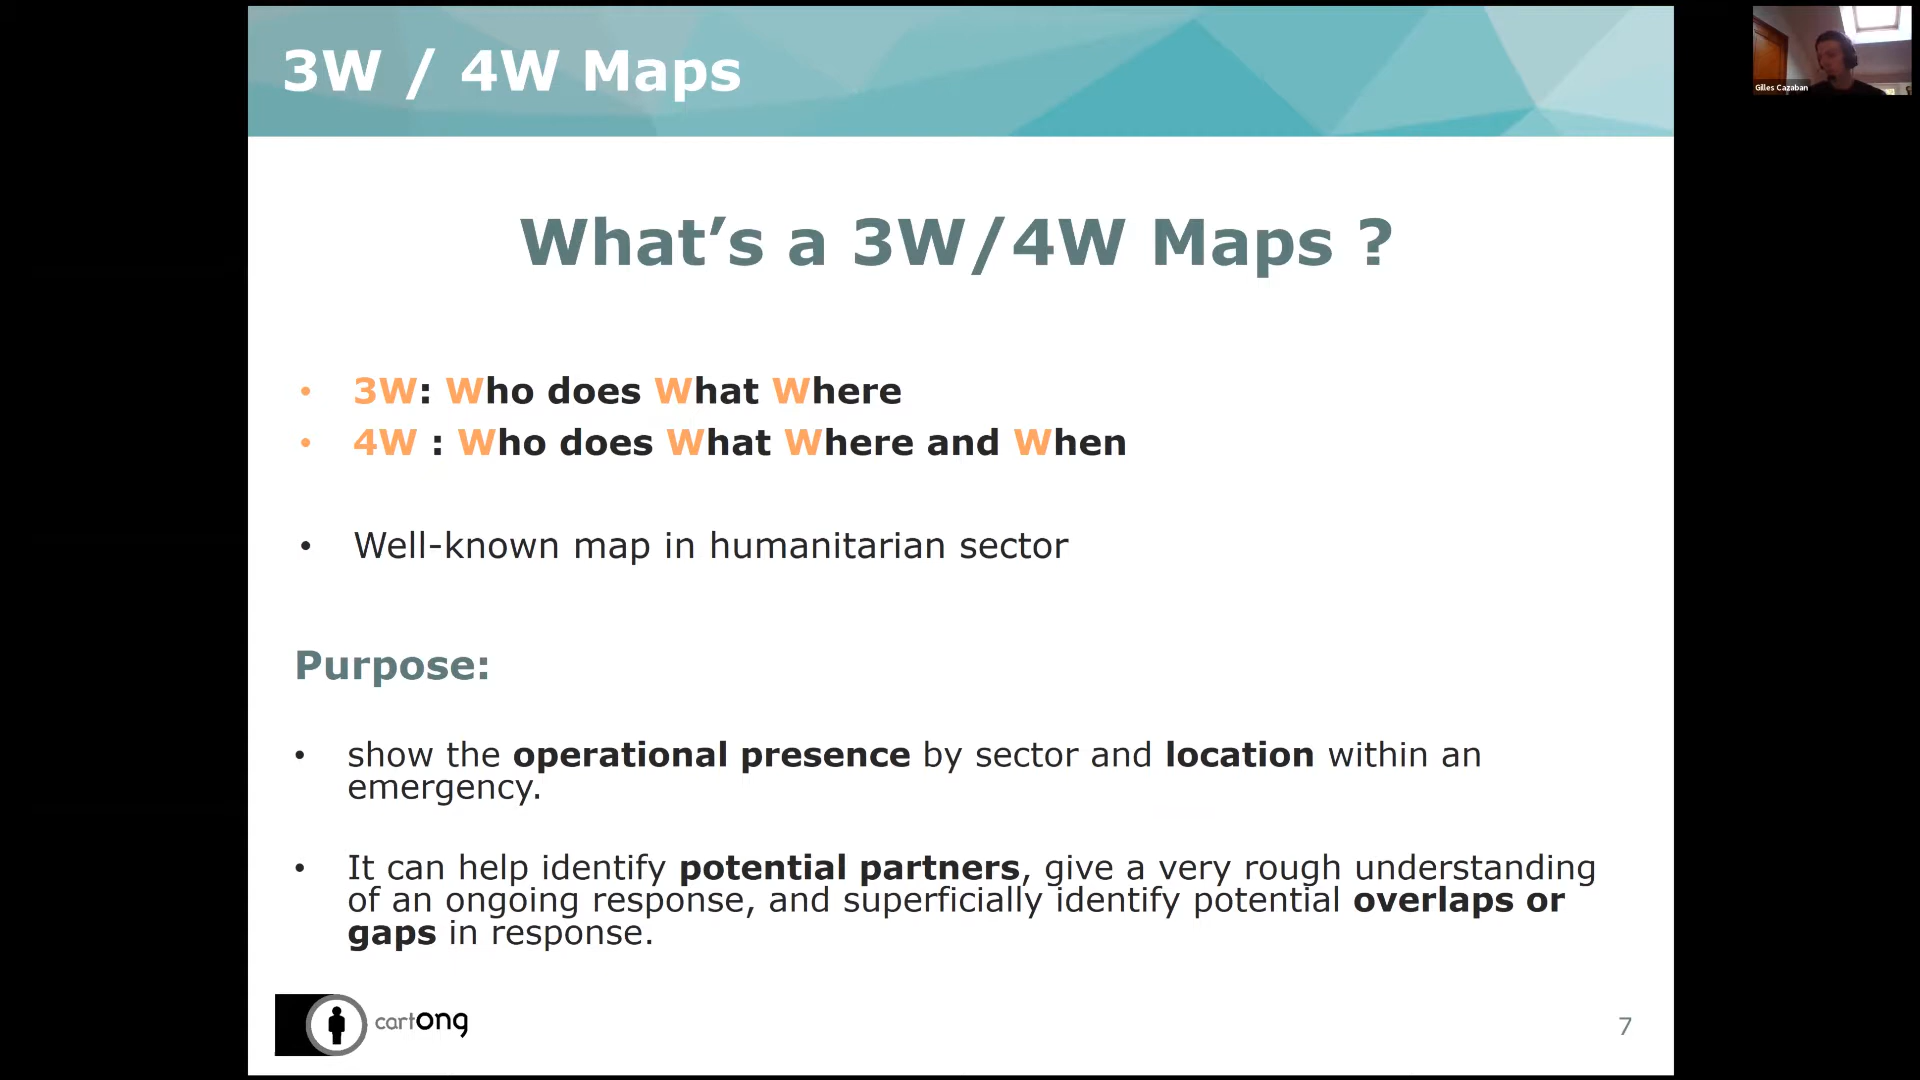 3W / 4W Maps
Gilles Cazaban
What’s a 3W/4W Maps ?
• 3W: Who does What Where
• 4W : Who does What Where and When
• Well-known map in humanitarian sector
Purpose:
• show the operational presence by sector and location within an
emergency.
• It can help identify potential partners, give a very rough understanding
of an ongoing response, and superficially identify potential overlaps or
gaps in response.
cartong
7